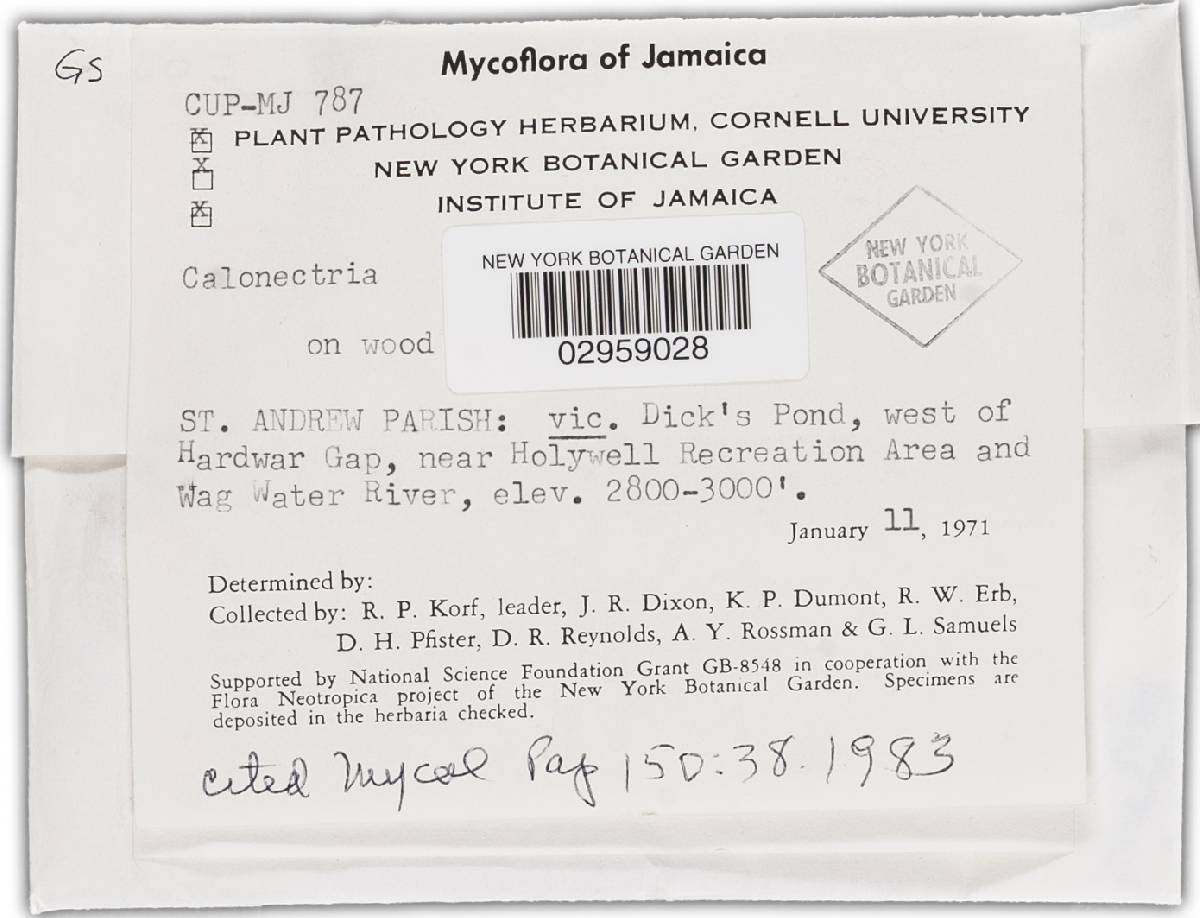 GS
Mycoflora of Jamaica
CUP-MJ 787
X PLANT PATHOLOGY HERBARIUM, CORNELL UNIVERSITY
X NEW YORK BOTANICAL GARDEN
X INSTITUTE OF JAMAICA
NEW YORK BOTANICAL GARDEN
02959028
NEW YORK
BOTANICAL
GARDEN
Calonectria
on wood
ST. ANDREW PARISH: vic. Dick's Pond, west of
Hardwar Gap, near Holywell Recreation Area and
Wag Water River, elev. 2800-3000'.
January 11, 1971
Determined by:
Collected by: R. P. Korf, leader, J. R. Dixon, K. P. Dumont, R. W. Erb,
D. H. Pfister, D. R. Reynolds, A. Y. Rossman & G. L. Samuels
Supported by National Science Foundation Grant GB-8548 in cooperation with the
Flora Neotropica project of the New York Botanical Garden. Specimens are
deposited in the herbaria checked.
cited Mycol Pap 150:38. 1983